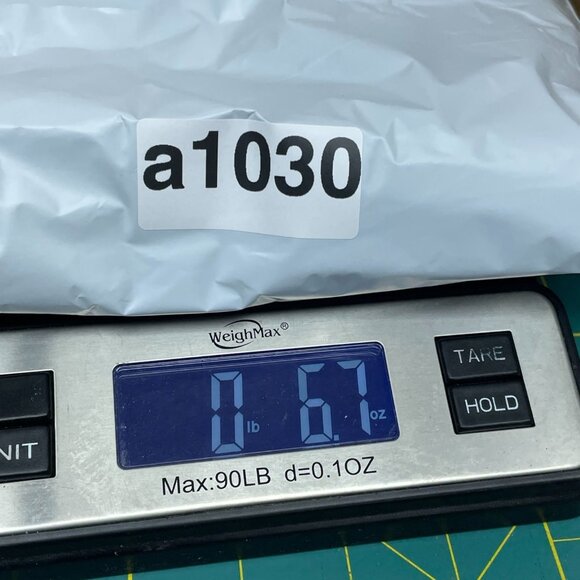 a1030
WeighMax®
TARE
0 lb 6.7 oz
HOLD
NIT
Max:90LB d=0.1OZ